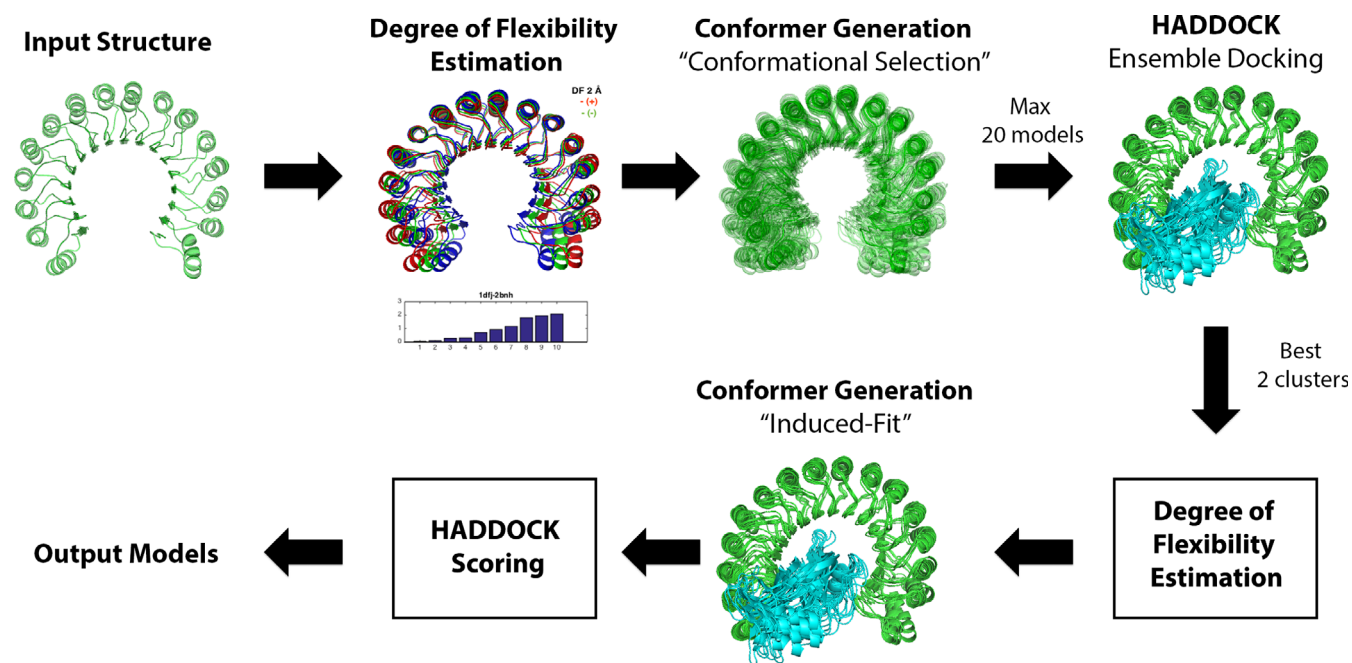 Input Structure
Degree of Flexibility
Estimation
DF 2 Å
- (+)
- (-)
1dfj-2bnh
3
2
1
0
1 2 3 4 5 6 7 8 9 10
Conformer Generation
“Conformational Selection”
Max
20 models
HADDOCK
Ensemble Docking
Best
2 clusters
Degree of
Flexibility
Estimation
Conformer Generation
“Induced-Fit”
HADDOCK
Scoring
Output Models